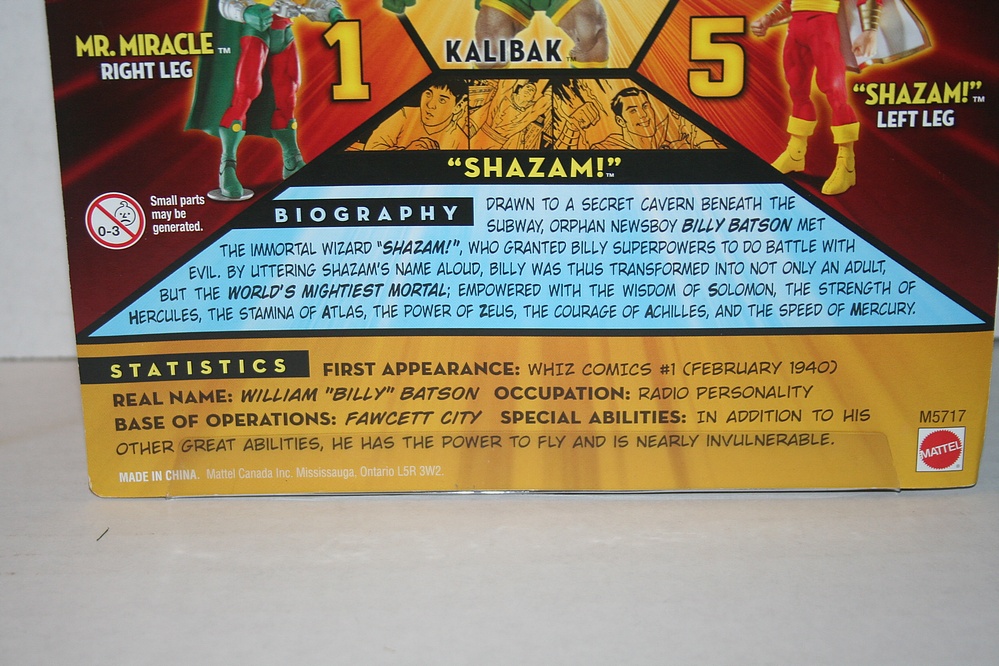 MR. MIRACLE™
RIGHT LEG
1
KALIBAK™
5
"SHAZAM!"™
LEFT LEG
"SHAZAM!"™
0-3
Small parts
may be
generated.
BIOGRAPHY
DRAWN TO A SECRET CAVERN BENEATH THE
SUBWAY, ORPHAN NEWSBOY BILLY BATSON MET
THE IMMORTAL WIZARD "SHAZAM!", WHO GRANTED BILLY SUPERPOWERS TO DO BATTLE WITH
EVIL. BY UTTERING SHAZAM'S NAME ALOUD, BILLY WAS THUS TRANSFORMED INTO NOT ONLY AN ADULT,
BUT THE WORLD'S MIGHTIEST MORTAL; EMPOWERED WITH THE WISDOM OF SOLOMON, THE STRENGTH OF
HERCULES, THE STAMINA OF ATLAS, THE POWER OF ZEUS, THE COURAGE OF ACHILLES, AND THE SPEED OF MERCURY.
STATISTICS FIRST APPEARANCE: WHIZ COMICS #1 (FEBRUARY 1940)
REAL NAME: WILLIAM "BILLY" BATSON OCCUPATION: RADIO PERSONALITY
BASE OF OPERATIONS: FAWCETT CITY SPECIAL ABILITIES: IN ADDITION TO HIS
OTHER GREAT ABILITIES, HE HAS THE POWER TO FLY AND IS NEARLY INVULNERABLE.
M5717
MATTEL®
MADE IN CHINA. Mattel Canada Inc. Mississauga, Ontario L5R 3W2.